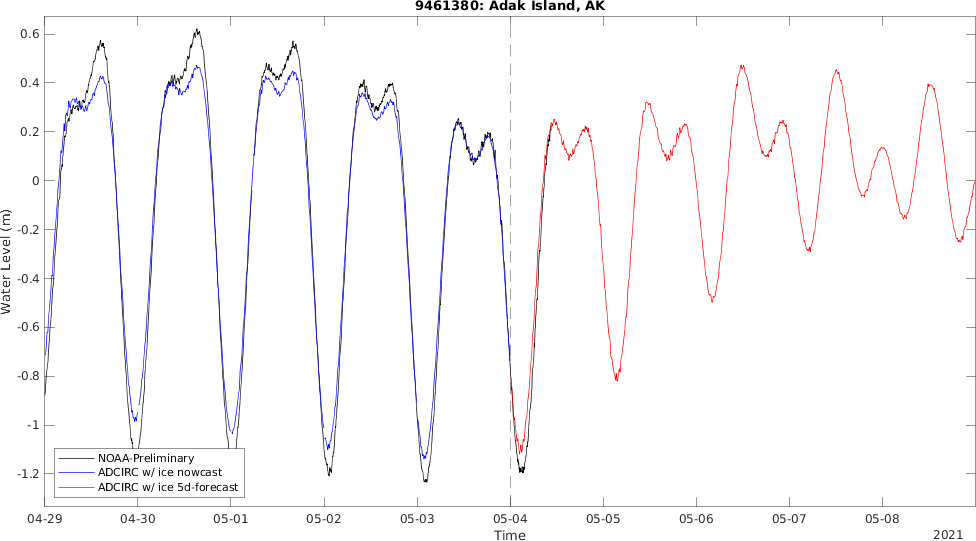 9461380: Adak Island, AK
0.6
0.4
0.2
0
-0.2
-0.4
-0.6
-0.8
-1
-1.2
Water Level (m)
NOAA-Preliminary
ADCIRC w/ ice nowcast
ADCIRC w/ ice 5d-forecast
04-29 04-30 05-01 05-02 05-03 05-04 05-05 05-06 05-07 05-08
Time
2021